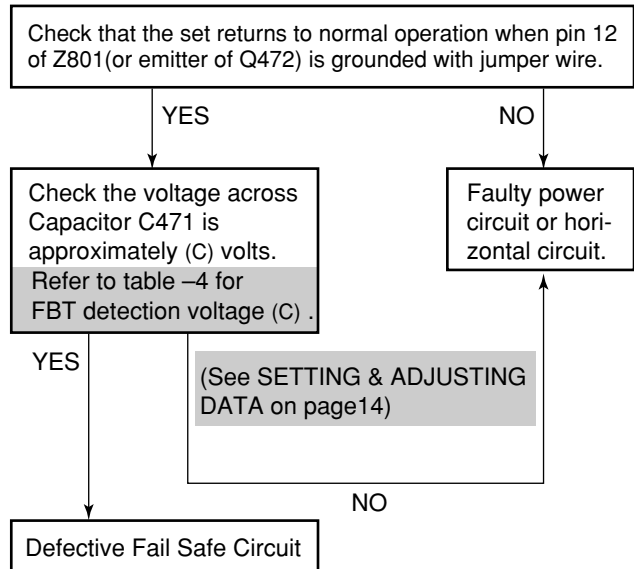 Check that the set returns to normal operation when pin 12
of Z801(or emitter of Q472) is grounded with jumper wire.
YES
NO
Check the voltage across
Capacitor C471 is
approximately (C) volts.
Refer to table –4 for
FBT detection voltage (C) .
Faulty power
circuit or hori-
zontal circuit.
YES
(See SETTING & ADJUSTING
DATA on page14)
NO
Defective Fail Safe Circuit